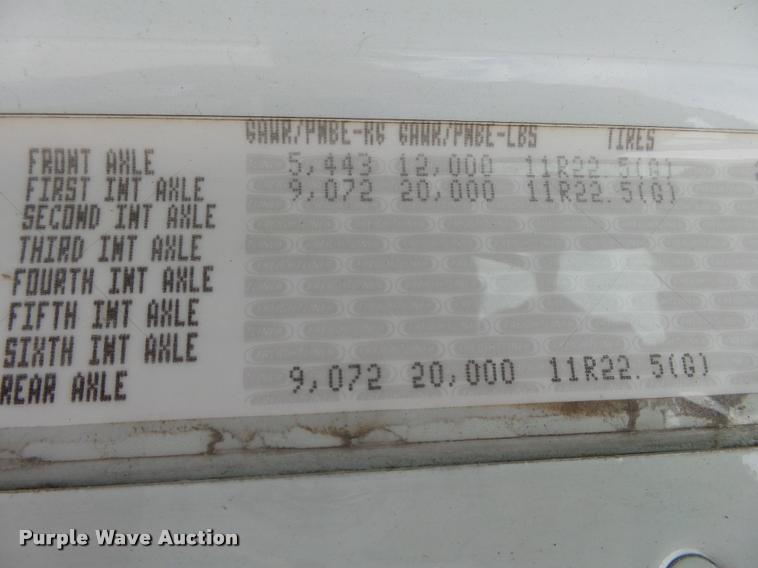 GAWR/PNBE-KG GAWR/PNBE-LBS TIRES
FRONT AXLE 5,443 12,000 11R22.5(G)
FIRST INT AXLE 9,072 20,000 11R22.5(G)
SECOND INT AXLE
THIRD INT AXLE
FOURTH INT AXLE
FIFTH INT AXLE
SIXTH INT AXLE
REAR AXLE 9,072 20,000 11R22.5(G)
Purple Wave Auction